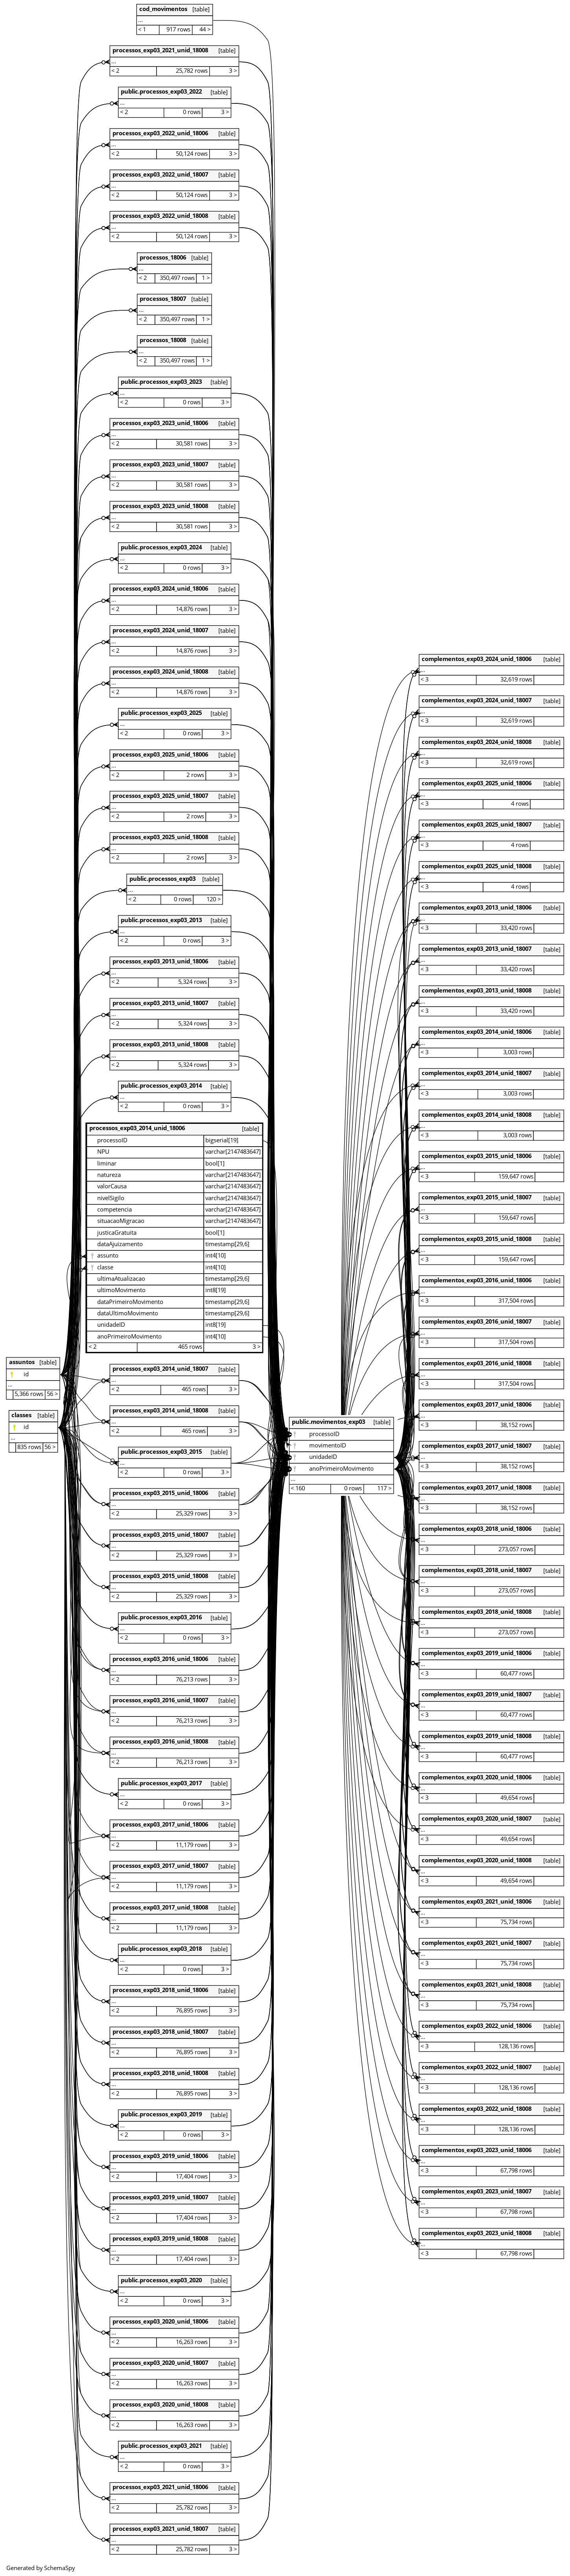 cod_movimentos [table]
...
< 1 917 rows 44 >
processos_exp03_2021_unid_18008 [table]
...
< 2 25,782 rows 3 >
public.processos_exp03_2022 [table]
...
< 2 0 rows 3 >
processos_exp03_2022_unid_18006 [table]
...
< 2 50,124 rows 3 >
processos_exp03_2022_unid_18007 [table]
...
< 2 50,124 rows 3 >
processos_exp03_2022_unid_18008 [table]
...
< 2 50,124 rows 3 >
processos_18006 [table]
...
< 2 350,497 rows 1 >
processos_18007 [table]
...
< 2 350,497 rows 1 >
processos_18008 [table]
...
< 2 350,497 rows 1 >
public.processos_exp03_2023 [table]
...
< 2 0 rows 3 >
processos_exp03_2023_unid_18006 [table]
...
< 2 30,581 rows 3 >
processos_exp03_2023_unid_18007 [table]
...
< 2 30,581 rows 3 >
processos_exp03_2023_unid_18008 [table]
...
< 2 30,581 rows 3 >
public.processos_exp03_2024 [table]
...
< 2 0 rows 3 >
processos_exp03_2024_unid_18006 [table]
...
< 2 14,876 rows 3 >
processos_exp03_2024_unid_18007 [table]
...
< 2 14,876 rows 3 >
processos_exp03_2024_unid_18008 [table]
...
< 2 14,876 rows 3 >
public.processos_exp03_2025 [table]
...
< 2 0 rows 3 >
processos_exp03_2025_unid_18006 [table]
...
< 2 2 rows 3 >
processos_exp03_2025_unid_18007 [table]
...
< 2 2 rows 3 >
processos_exp03_2025_unid_18008 [table]
...
< 2 2 rows 3 >
public.processos_exp03 [table]
...
< 2 0 rows 120 >
public.processos_exp03_2013 [table]
...
< 2 0 rows 3 >
processos_exp03_2013_unid_18006 [table]
...
< 2 5,324 rows 3 >
processos_exp03_2013_unid_18007 [table]
...
< 2 5,324 rows 3 >
processos_exp03_2013_unid_18008 [table]
...
< 2 5,324 rows 3 >
public.processos_exp03_2014 [table]
...
< 2 0 rows 3 >
processos_exp03_2014_unid_18006 [table]
processoID bigserial[19]
NPU varchar[2147483647]
liminar bool[1]
natureza varchar[2147483647]
valorCausa varchar[2147483647]
nivelSigilo varchar[2147483647]
competencia varchar[2147483647]
situacaoMigracao varchar[2147483647]
justicaGratuita bool[1]
dataAjuizamento timestamp[29,6]
assunto int4[10]
classe int4[10]
ultimaAtualizacao timestamp[29,6]
ultimoMovimento int8[19]
dataPrimeiroMovimento timestamp[29,6]
dataUltimoMovimento timestamp[29,6]
unidadeID int8[19]
anoPrimeiroMovimento int4[10]
< 2 465 rows 3 >
assuntos [table]
id
...
5,366 rows 56 >
classes [table]
id
...
835 rows 56 >
processos_exp03_2014_unid_18007 [table]
...
< 2 465 rows 3 >
processos_exp03_2014_unid_18008 [table]
...
< 2 465 rows 3 >
public.processos_exp03_2015 [table]
...
< 2 0 rows 3 >
processos_exp03_2015_unid_18006 [table]
...
< 2 25,329 rows 3 >
processos_exp03_2015_unid_18007 [table]
...
< 2 25,329 rows 3 >
processos_exp03_2015_unid_18008 [table]
...
< 2 25,329 rows 3 >
public.processos_exp03_2016 [table]
...
< 2 0 rows 3 >
processos_exp03_2016_unid_18006 [table]
...
< 2 76,213 rows 3 >
processos_exp03_2016_unid_18007 [table]
...
< 2 76,213 rows 3 >
processos_exp03_2016_unid_18008 [table]
...
< 2 76,213 rows 3 >
public.processos_exp03_2017 [table]
...
< 2 0 rows 3 >
processos_exp03_2017_unid_18006 [table]
...
< 2 11,179 rows 3 >
processos_exp03_2017_unid_18007 [table]
...
< 2 11,179 rows 3 >
processos_exp03_2017_unid_18008 [table]
...
< 2 11,179 rows 3 >
public.processos_exp03_2018 [table]
...
< 2 0 rows 3 >
processos_exp03_2018_unid_18006 [table]
...
< 2 76,895 rows 3 >
processos_exp03_2018_unid_18007 [table]
...
< 2 76,895 rows 3 >
processos_exp03_2018_unid_18008 [table]
...
< 2 76,895 rows 3 >
public.processos_exp03_2019 [table]
...
< 2 0 rows 3 >
processos_exp03_2019_unid_18006 [table]
...
< 2 17,404 rows 3 >
processos_exp03_2019_unid_18007 [table]
...
< 2 17,404 rows 3 >
processos_exp03_2019_unid_18008 [table]
...
< 2 17,404 rows 3 >
public.processos_exp03_2020 [table]
...
< 2 0 rows 3 >
processos_exp03_2020_unid_18006 [table]
...
< 2 16,263 rows 3 >
processos_exp03_2020_unid_18007 [table]
...
< 2 16,263 rows 3 >
processos_exp03_2020_unid_18008 [table]
...
< 2 16,263 rows 3 >
public.processos_exp03_2021 [table]
...
< 2 0 rows 3 >
processos_exp03_2021_unid_18006 [table]
...
< 2 25,782 rows 3 >
processos_exp03_2021_unid_18007 [table]
...
< 2 25,782 rows 3 >
public.movimentos_exp03 [table]
processoID
movimentoID
unidadeID
anoPrimeiroMovimento
...
< 160 0 rows 117 >
complementos_exp03_2024_unid_18006 [table]
...
< 3 32,619 rows
complementos_exp03_2024_unid_18007 [table]
...
< 3 32,619 rows
complementos_exp03_2024_unid_18008 [table]
...
< 3 32,619 rows
complementos_exp03_2025_unid_18006 [table]
...
< 3 4 rows
complementos_exp03_2025_unid_18007 [table]
...
< 3 4 rows
complementos_exp03_2025_unid_18008 [table]
...
< 3 4 rows
complementos_exp03_2013_unid_18006 [table]
...
< 3 33,420 rows
complementos_exp03_2013_unid_18007 [table]
...
< 3 33,420 rows
complementos_exp03_2013_unid_18008 [table]
...
< 3 33,420 rows
complementos_exp03_2014_unid_18006 [table]
...
< 3 3,003 rows
complementos_exp03_2014_unid_18007 [table]
...
< 3 3,003 rows
complementos_exp03_2014_unid_18008 [table]
...
< 3 3,003 rows
complementos_exp03_2015_unid_18006 [table]
...
< 3 159,647 rows
complementos_exp03_2015_unid_18007 [table]
...
< 3 159,647 rows
complementos_exp03_2015_unid_18008 [table]
...
< 3 159,647 rows
complementos_exp03_2016_unid_18006 [table]
...
< 3 317,504 rows
complementos_exp03_2016_unid_18007 [table]
...
< 3 317,504 rows
complementos_exp03_2016_unid_18008 [table]
...
< 3 317,504 rows
complementos_exp03_2017_unid_18006 [table]
...
< 3 38,152 rows
complementos_exp03_2017_unid_18007 [table]
...
< 3 38,152 rows
complementos_exp03_2017_unid_18008 [table]
...
< 3 38,152 rows
complementos_exp03_2018_unid_18006 [table]
...
< 3 273,057 rows
complementos_exp03_2018_unid_18007 [table]
...
< 3 273,057 rows
complementos_exp03_2018_unid_18008 [table]
...
< 3 273,057 rows
complementos_exp03_2019_unid_18006 [table]
...
< 3 60,477 rows
complementos_exp03_2019_unid_18007 [table]
...
< 3 60,477 rows
complementos_exp03_2019_unid_18008 [table]
...
< 3 60,477 rows
complementos_exp03_2020_unid_18006 [table]
...
< 3 49,654 rows
complementos_exp03_2020_unid_18007 [table]
...
< 3 49,654 rows
complementos_exp03_2020_unid_18008 [table]
...
< 3 49,654 rows
complementos_exp03_2021_unid_18006 [table]
...
< 3 75,734 rows
complementos_exp03_2021_unid_18007 [table]
...
< 3 75,734 rows
complementos_exp03_2021_unid_18008 [table]
...
< 3 75,734 rows
complementos_exp03_2022_unid_18006 [table]
...
< 3 128,136 rows
complementos_exp03_2022_unid_18007 [table]
...
< 3 128,136 rows
complementos_exp03_2022_unid_18008 [table]
...
< 3 128,136 rows
complementos_exp03_2023_unid_18006 [table]
...
< 3 67,798 rows
complementos_exp03_2023_unid_18007 [table]
...
< 3 67,798 rows
complementos_exp03_2023_unid_18008 [table]
...
< 3 67,798 rows
Generated by SchemaSpy